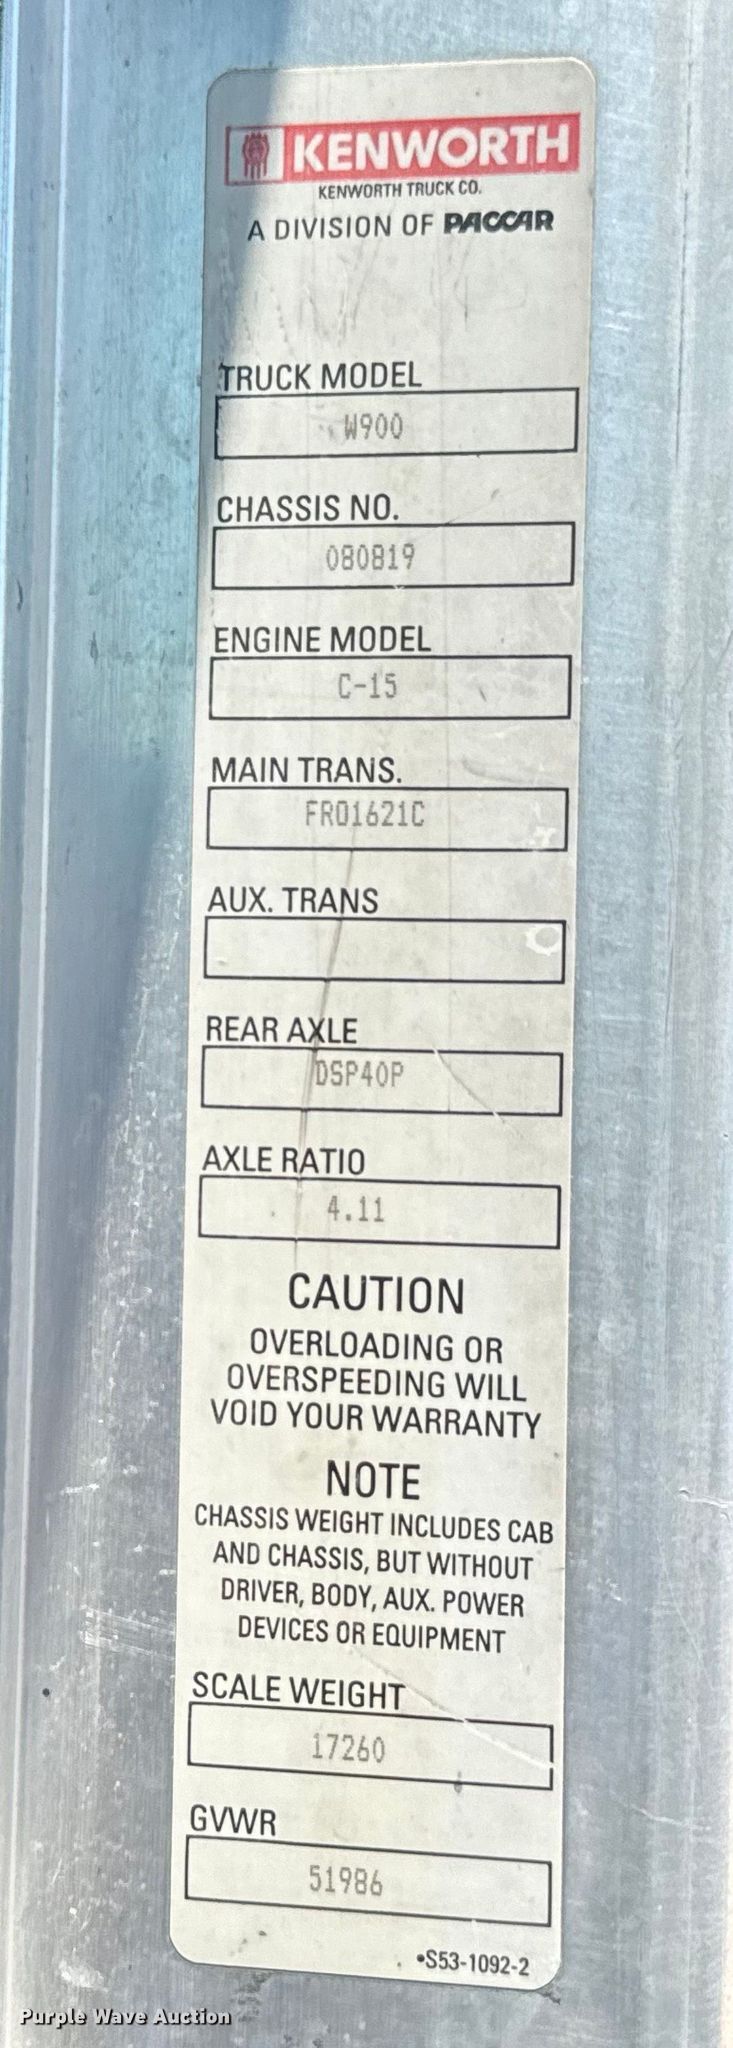 KENWORTH
KENWORTH TRUCK CO.
A DIVISION OF PACCAR
TRUCK MODEL
W900
CHASSIS NO.
080819
ENGINE MODEL
C-15
MAIN TRANS.
FRO1621C
AUX. TRANS
REAR AXLE
DSP40P
AXLE RATIO
4.11
CAUTION
OVERLOADING OR
OVERSPEEDING WILL
VOID YOUR WARRANTY
NOTE
CHASSIS WEIGHT INCLUDES CAB
AND CHASSIS, BUT WITHOUT
DRIVER, BODY, AUX. POWER
DEVICES OR EQUIPMENT
SCALE WEIGHT
17260
GVWR
51986
•S53-1092-2
Purple Wave Auction